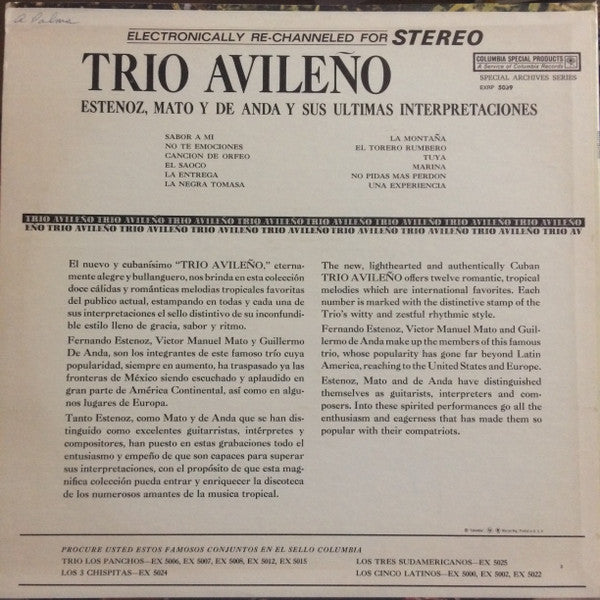 a Palma
ELECTRONICALLY RE-CHANNELED FOR STEREO
COLUMBIA SPECIAL PRODUCTS
A Service of Columbia Records
SPECIAL ARCHIVES SERIES
EXRP 5039
TRIO AVILEÑO
ESTENOZ, MATO Y DE ANDA Y SUS ULTIMAS INTERPRETACIONES
SABOR A MI
NO TE EMOCIONES
CANCION DE ORFEO
EL SAOCO
LA ENTREGA
LA NEGRA TOMASA
LA MONTAÑA
EL TORERO RUMBERO
TUYA
MARINA
NO PIDAS MAS PERDON
UNA EXPERIENCIA
TRIO AVILEÑO TRIO AVILEÑO TRIO AVILEÑO TRIO AVILEÑO TRIO AVILEÑO TRIO AVILEÑO TRIO AVILEÑO TRIO AVILEÑO
EÑO TRIO AVILEÑO TRIO AVILEÑO TRIO AVILEÑO TRIO AVILEÑO TRIO AVILEÑO TRIO AVILEÑO TRIO AVILEÑO TRIO AV
El nuevo y cubanísimo "TRIO AVILEÑO," eterna-
mente alegre y bullanguero, nos brinda en esta colección
doce cálidas y románticas melodias tropicales favoritas
del publico actual, estampando en todas y cada una de
sus interpretaciones el sello distintivo de su inconfundi-
ble estilo lleno de gracia, sabor y ritmo.
Fernando Estenoz, Victor Manuel Mato y Guillermo
De Anda, son los integrantes de este famoso trío cuya
popularidad, siempre en aumento, ha traspasado ya las
fronteras de México siendo escuchado y aplaudido en
gran parte de América Continental, así como en algu-
nos lugares de Europa.
Tanto Estenoz, como Mato y de Anda que se han dis-
tinguido como excelentes guitarristas, intérpretes y
compositores, han puesto en estas grabaciones todo el
entusiasmo y empeño de que son capaces para superar
sus interpretaciones, con el propósito de que esta mag-
nifica colección pueda entrar y enriquecer la discoteca
de los numerosos amantes de la musica tropical.
The new, lighthearted and authentically Cuban
TRIO AVILEÑO offers twelve romantic, tropical
melodies which are international favorites. Each
number is marked with the distinctive stamp of the
Trio's witty and zestful rhythmic style.
Fernando Estenoz, Victor Manuel Mato and Guil-
lermo de Anda make up the members of this famous
trio, whose popularity has gone far beyond Latin
America, reaching to the United States and Europe.
Estenoz, Mato and de Anda have distinguished
themselves as guitarists, interpreters and com-
posers. Into these spirited performances go all the
enthusiasm and eagerness that has made them so
popular with their compatriots.
PROCURE USTED ESTOS FAMOSOS CONJUNTOS EN EL SELLO COLUMBIA
TRIO LOS PANCHOS—EX 5006, EX 5007, EX 5008, EX 5012, EX 5015
LOS 3 CHISPITAS—EX 5024
LOS TRES SUDAMERICANOS—EX 5025
LOS CINCO LATINOS—EX 5000, EX 5002, EX 5022